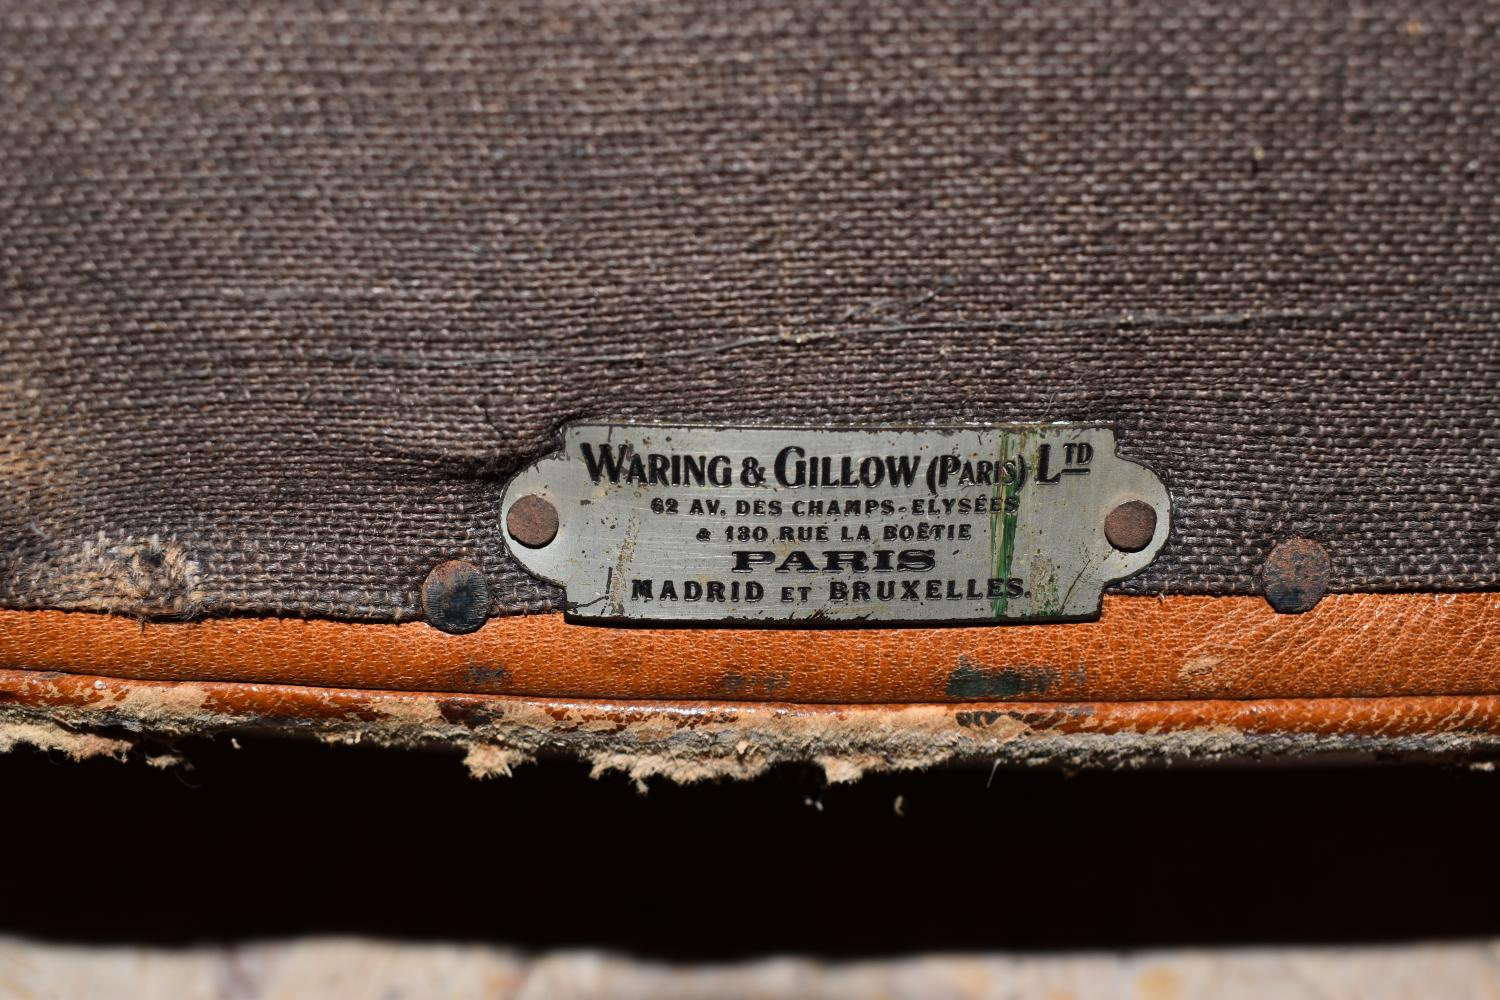 WARING & GILLOW (PARIS) LTD
62 AV. DES CHAMPS-ELYSÉES
& 130 RUE LA BOËTIE
PARIS
MADRID ET BRUXELLES.